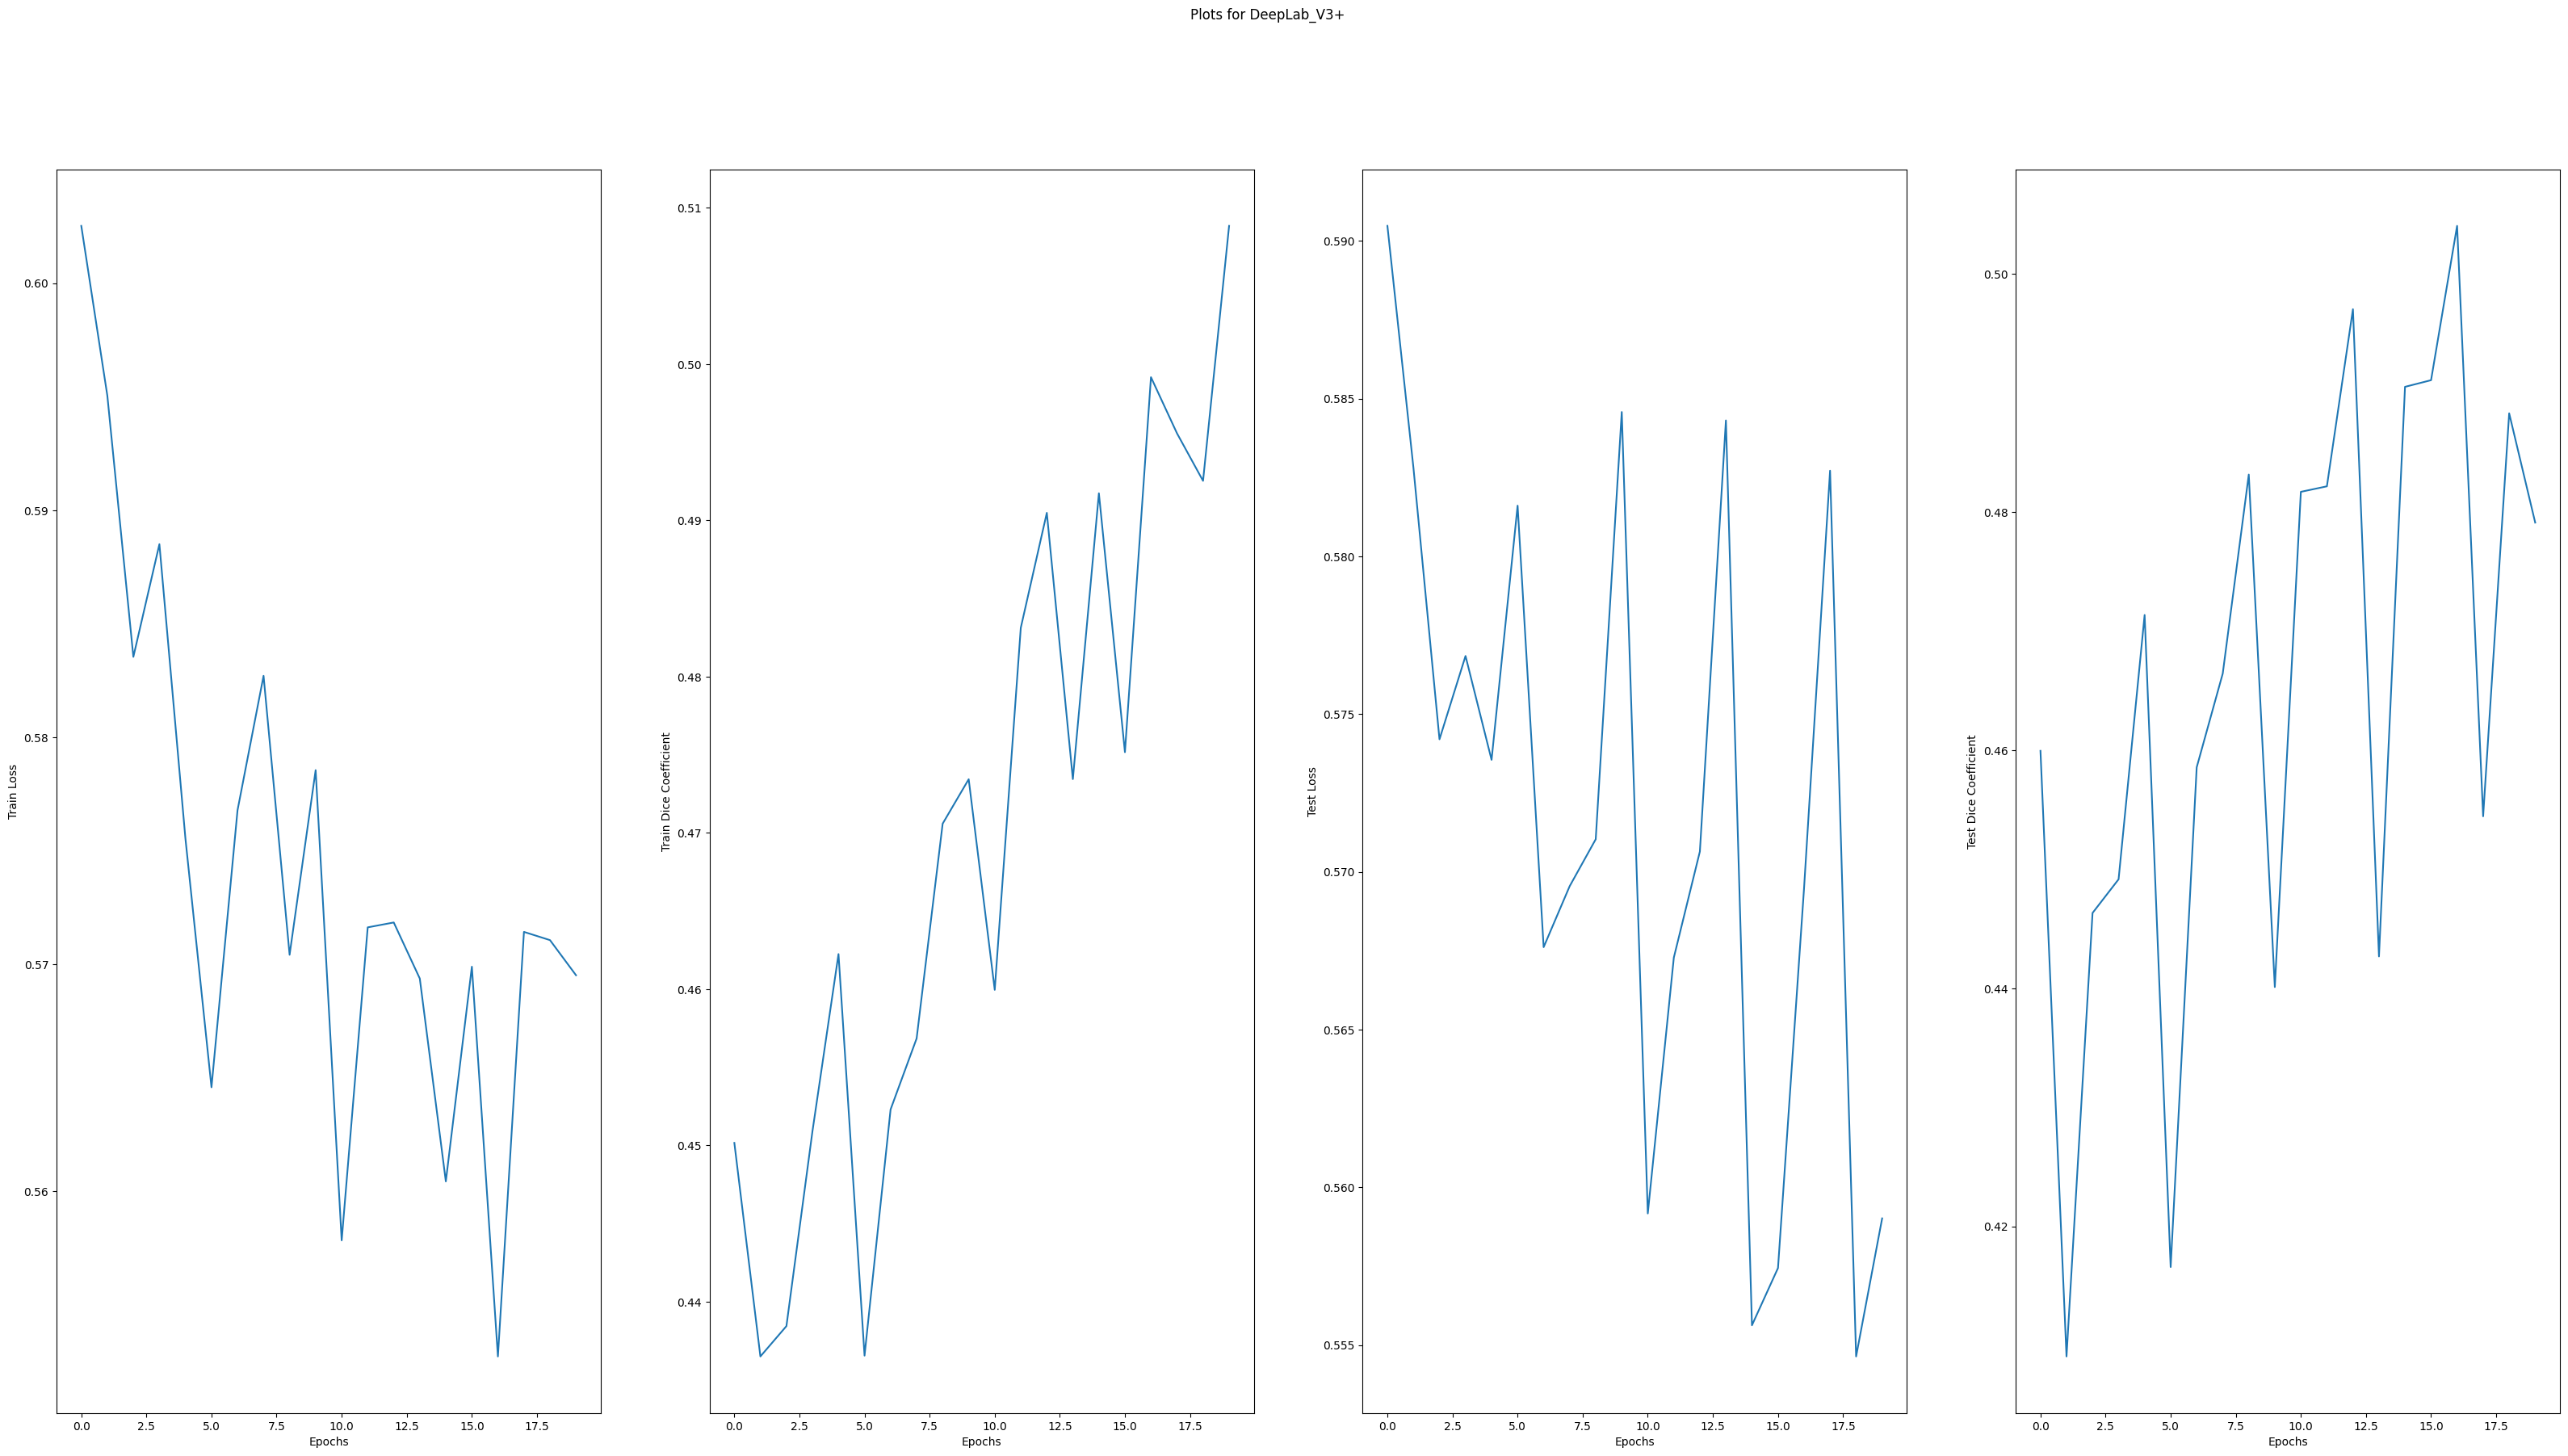 Plots for DeepLab_V3+
Train Loss
0.60
0.59
0.58
0.57
0.56
0.0 2.5 5.0 7.5 10.0 12.5 15.0 17.5
Epochs
Train Dice Coefficient
0.51
0.50
0.49
0.48
0.47
0.46
0.45
0.44
0.0 2.5 5.0 7.5 10.0 12.5 15.0 17.5
Epochs
Test Loss
0.590
0.585
0.580
0.575
0.570
0.565
0.560
0.555
0.0 2.5 5.0 7.5 10.0 12.5 15.0 17.5
Epochs
Test Dice Coefficient
0.50
0.48
0.46
0.44
0.42
0.0 2.5 5.0 7.5 10.0 12.5 15.0 17.5
Epochs